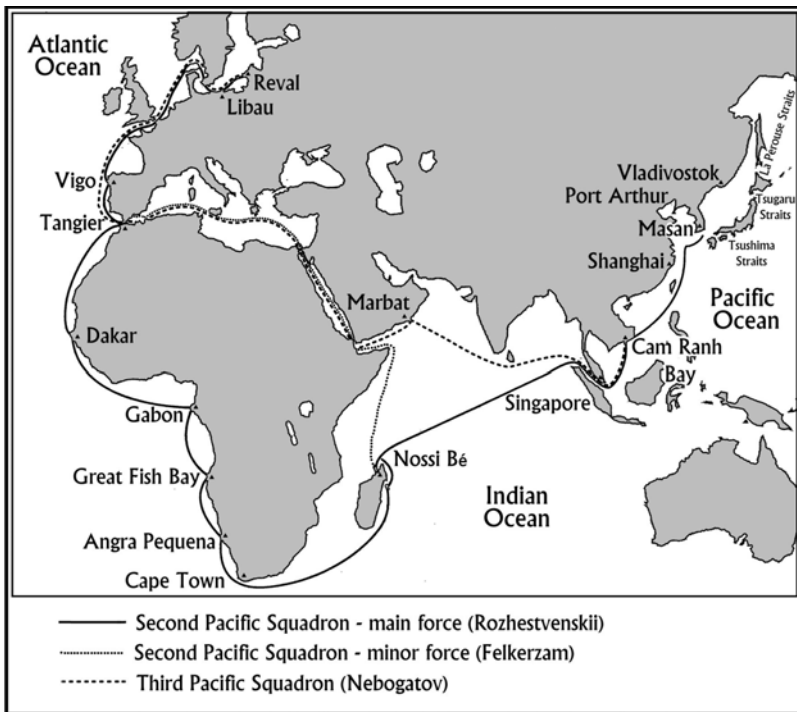 Atlantic
Ocean
Reval
Libau
Vigo
Tangier
Dakar
Gabon
Great Fish Bay
Angra Pequena
Cape Town
Marbat
Nossi Bé
Indian
Ocean
Singapore
Cam Ranh
Bay
Vladivostok
Port Arthur
Masan
Shanghai
La Perouse Straits
Tsugaru
Straits
Tsushima
Straits
Pacific
Ocean
Second Pacific Squadron - main force (Rozhestvenskii)
Second Pacific Squadron - minor force (Felkerzam)
Third Pacific Squadron (Nebogatov)